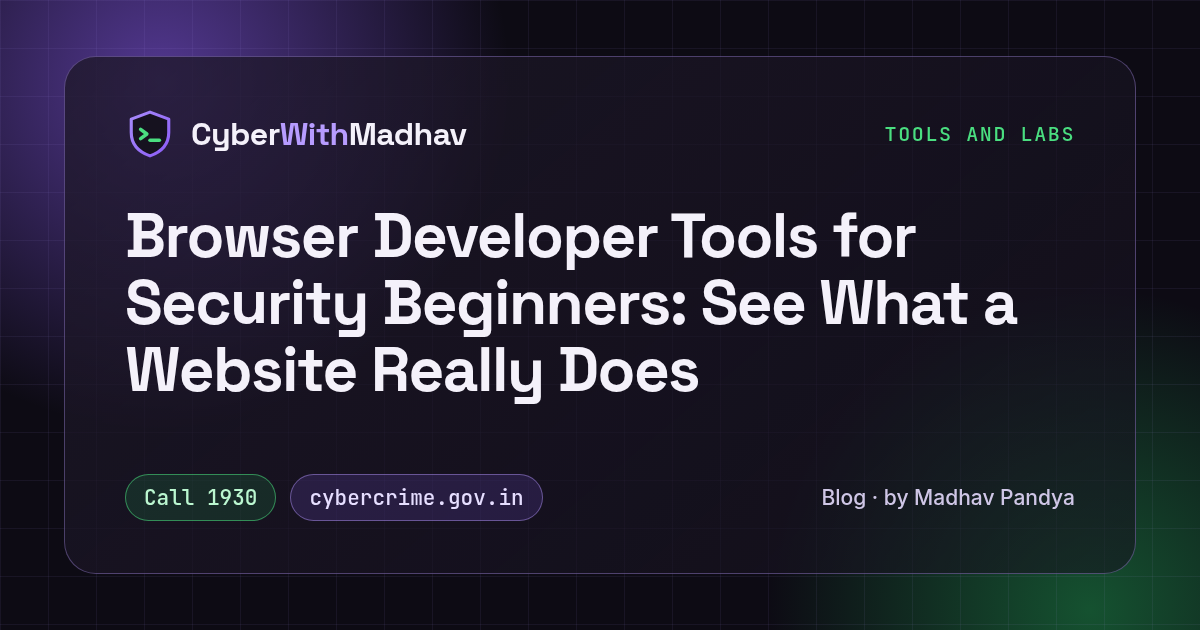 CyberWithMadhav
TOOLS AND LABS
Browser Developer Tools for
Security Beginners: See What a
Website Really Does
Call 1930
cybercrime.gov.in
Blog · by Madhav Pandya